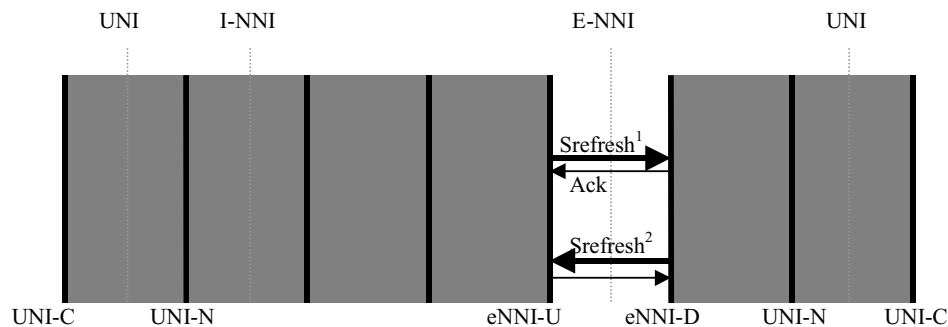 UNI I-NNI E-NNI UNI
Srefresh¹
Ack
Srefresh²
UNI-C UNI-N eNNI-U eNNI-D UNI-N UNI-C